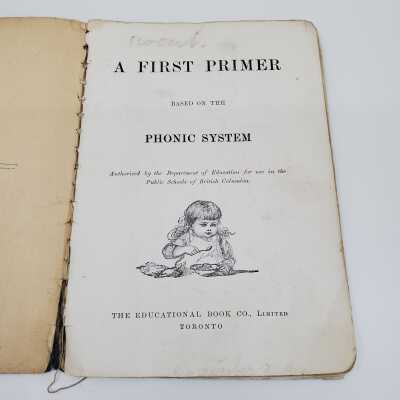 A FIRST PRIMER
BASED ON THE
PHONIC SYSTEM
Authorized by the Department of Education for use in the
Public Schools of British Columbia.
THE EDUCATIONAL BOOK CO., LIMITED
TORONTO